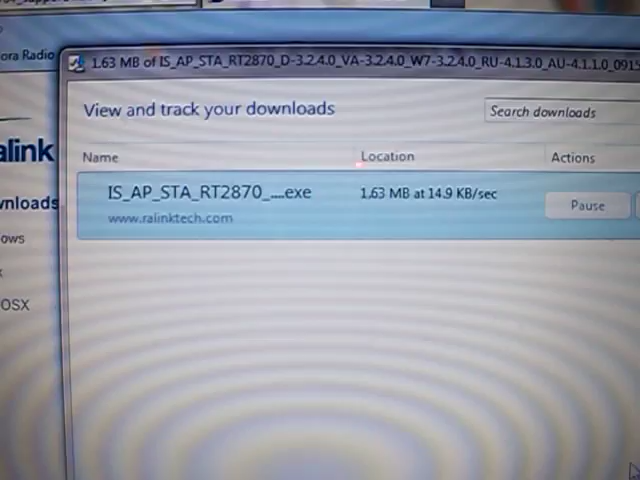 ora Radio
1.63 MB of IS_AP_STA_RT2870_D-3.2.4.0_VA-3.2.4.0_W7-3.2.4.0_RU-4.1.3.0_AU-4.1.1.0_0915
View and track your downloads
Search downloads
alink
Name
Location
Actions
wnloads
IS_AP_STA_RT2870_....exe
1.63 MB at 14.9 KB/sec
Pause
www.ralinktech.com
ows
x
OSX